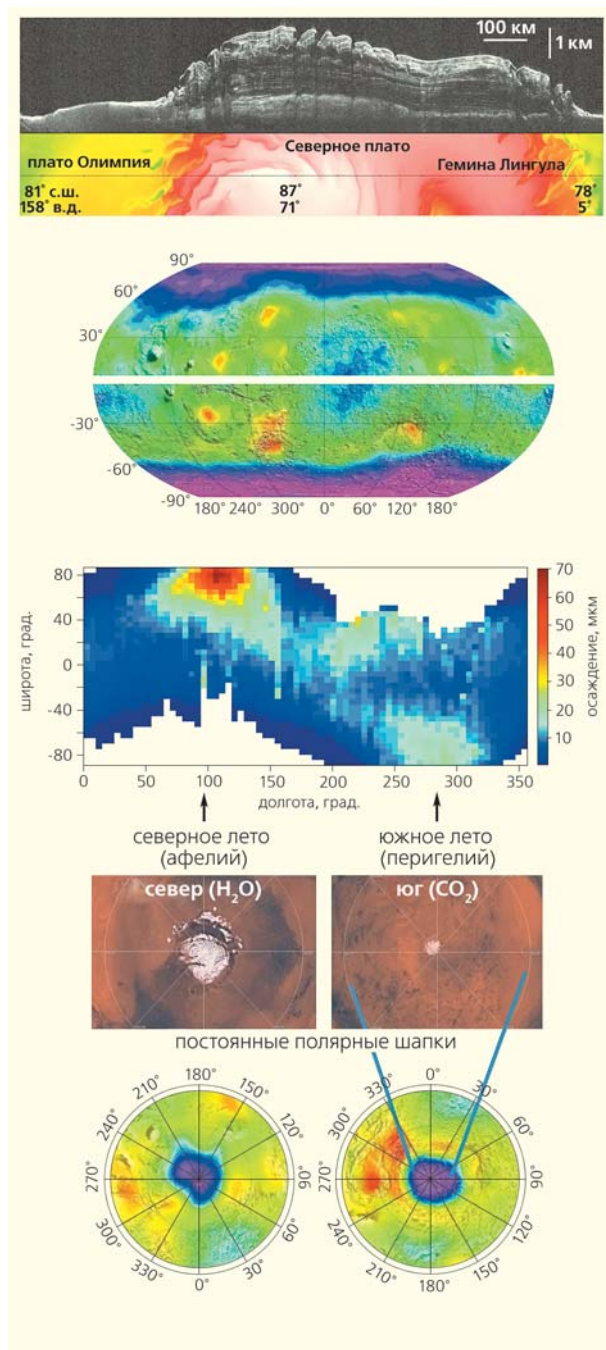 100 км
1 км
Северное плато
плато Олимпия
Гемина Лингула
81° с.ш. 87° 78°
158° в.д. 71° 5°
90°
60°
30°
-30°
-60°
-90°
180° 240° 300° 0° 60° 120° 180°
широта, град.
80
40
0
-40
-80
0 50 100 150 200 250 300 350
долгота, град.
70
60
50
40
30
20
10
осаждение, мкм
северное лето
(афелий)
южное лето
(перигелий)
север (H₂O)
юг (CO₂)
постоянные полярные шапки
180°
150°
120°
90°
60°
30°
0°
330°
300°
270°
240°
210°
0°
30°
60°
90°
120°
150°
180°
210°
240°
270°
300°
330°